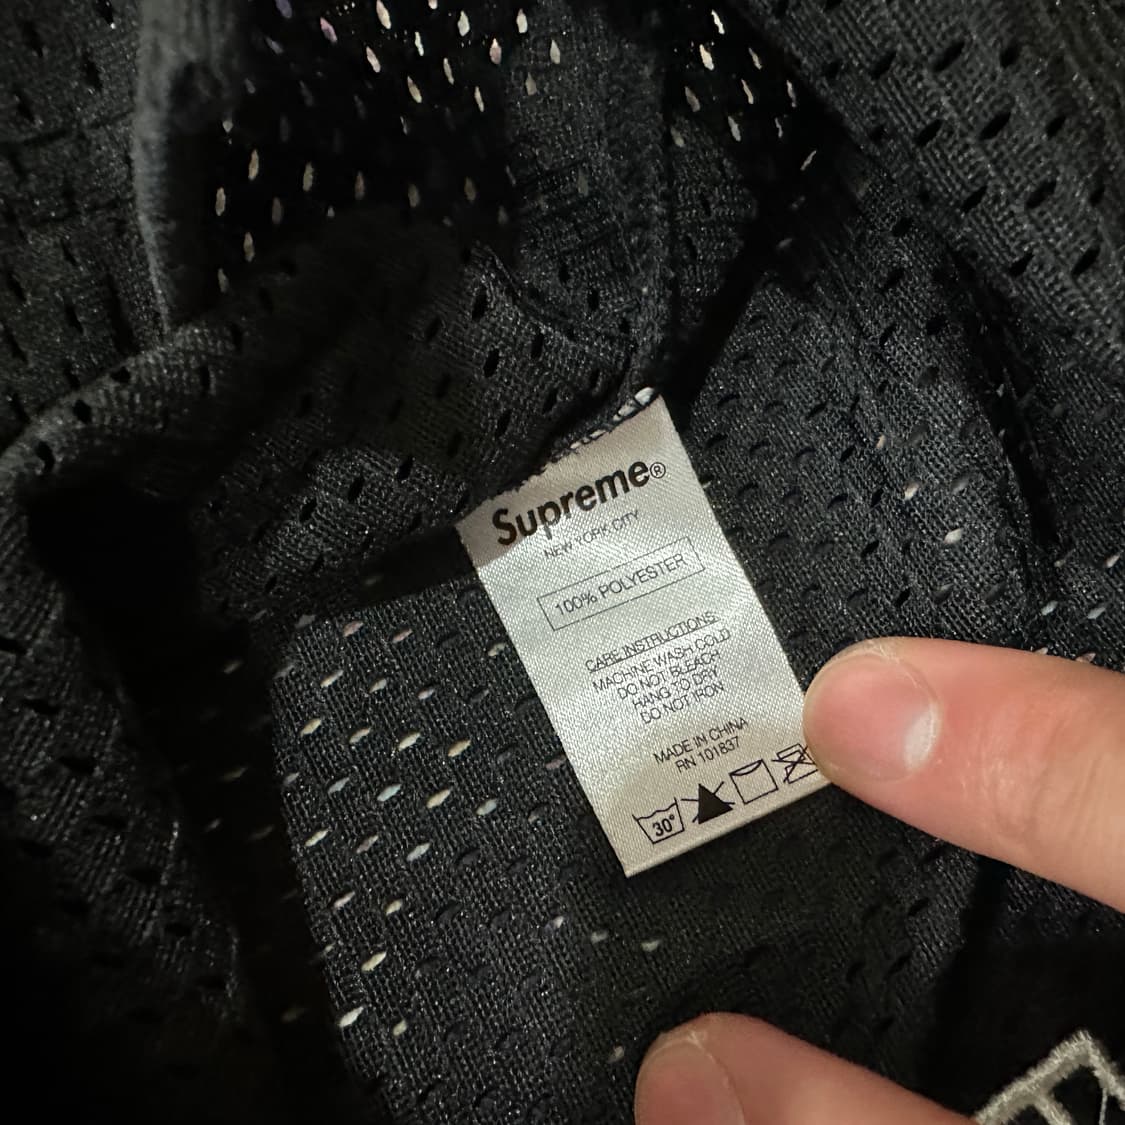 Supreme®
NEW YORK CITY
100% POLYESTER
CARE INSTRUCTIONS:
MACHINE WASH COLD
DO NOT BLEACH
HANG TO DRY
DO NOT IRON
MADE IN CHINA
RN 101837
30°